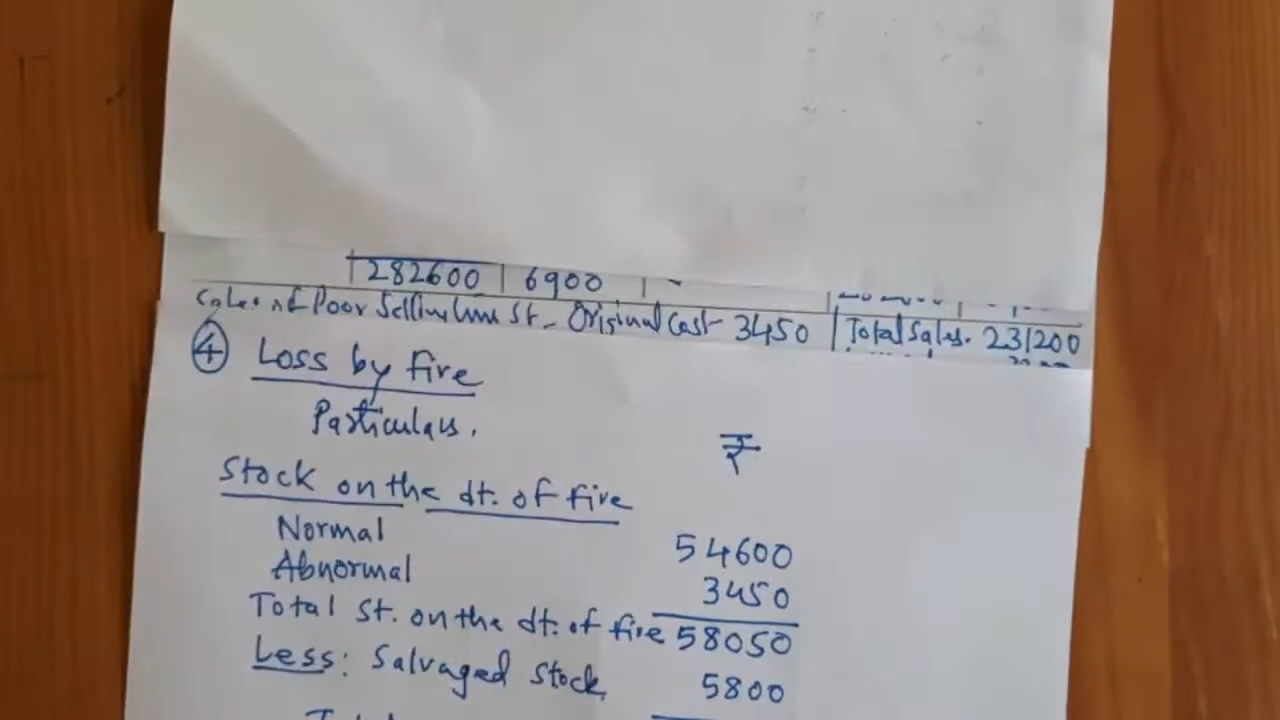 282600 6900 -
Sales of Poor Selling line St. Original Cost 3450 Total Sales. 231200
④ Loss by fire
Particulars.
₹
Stock on the dt. of fire
Normal 54600
Abnormal 3450
Total St. on the dt. of fire 58050
Less: Salvaged Stock 5800